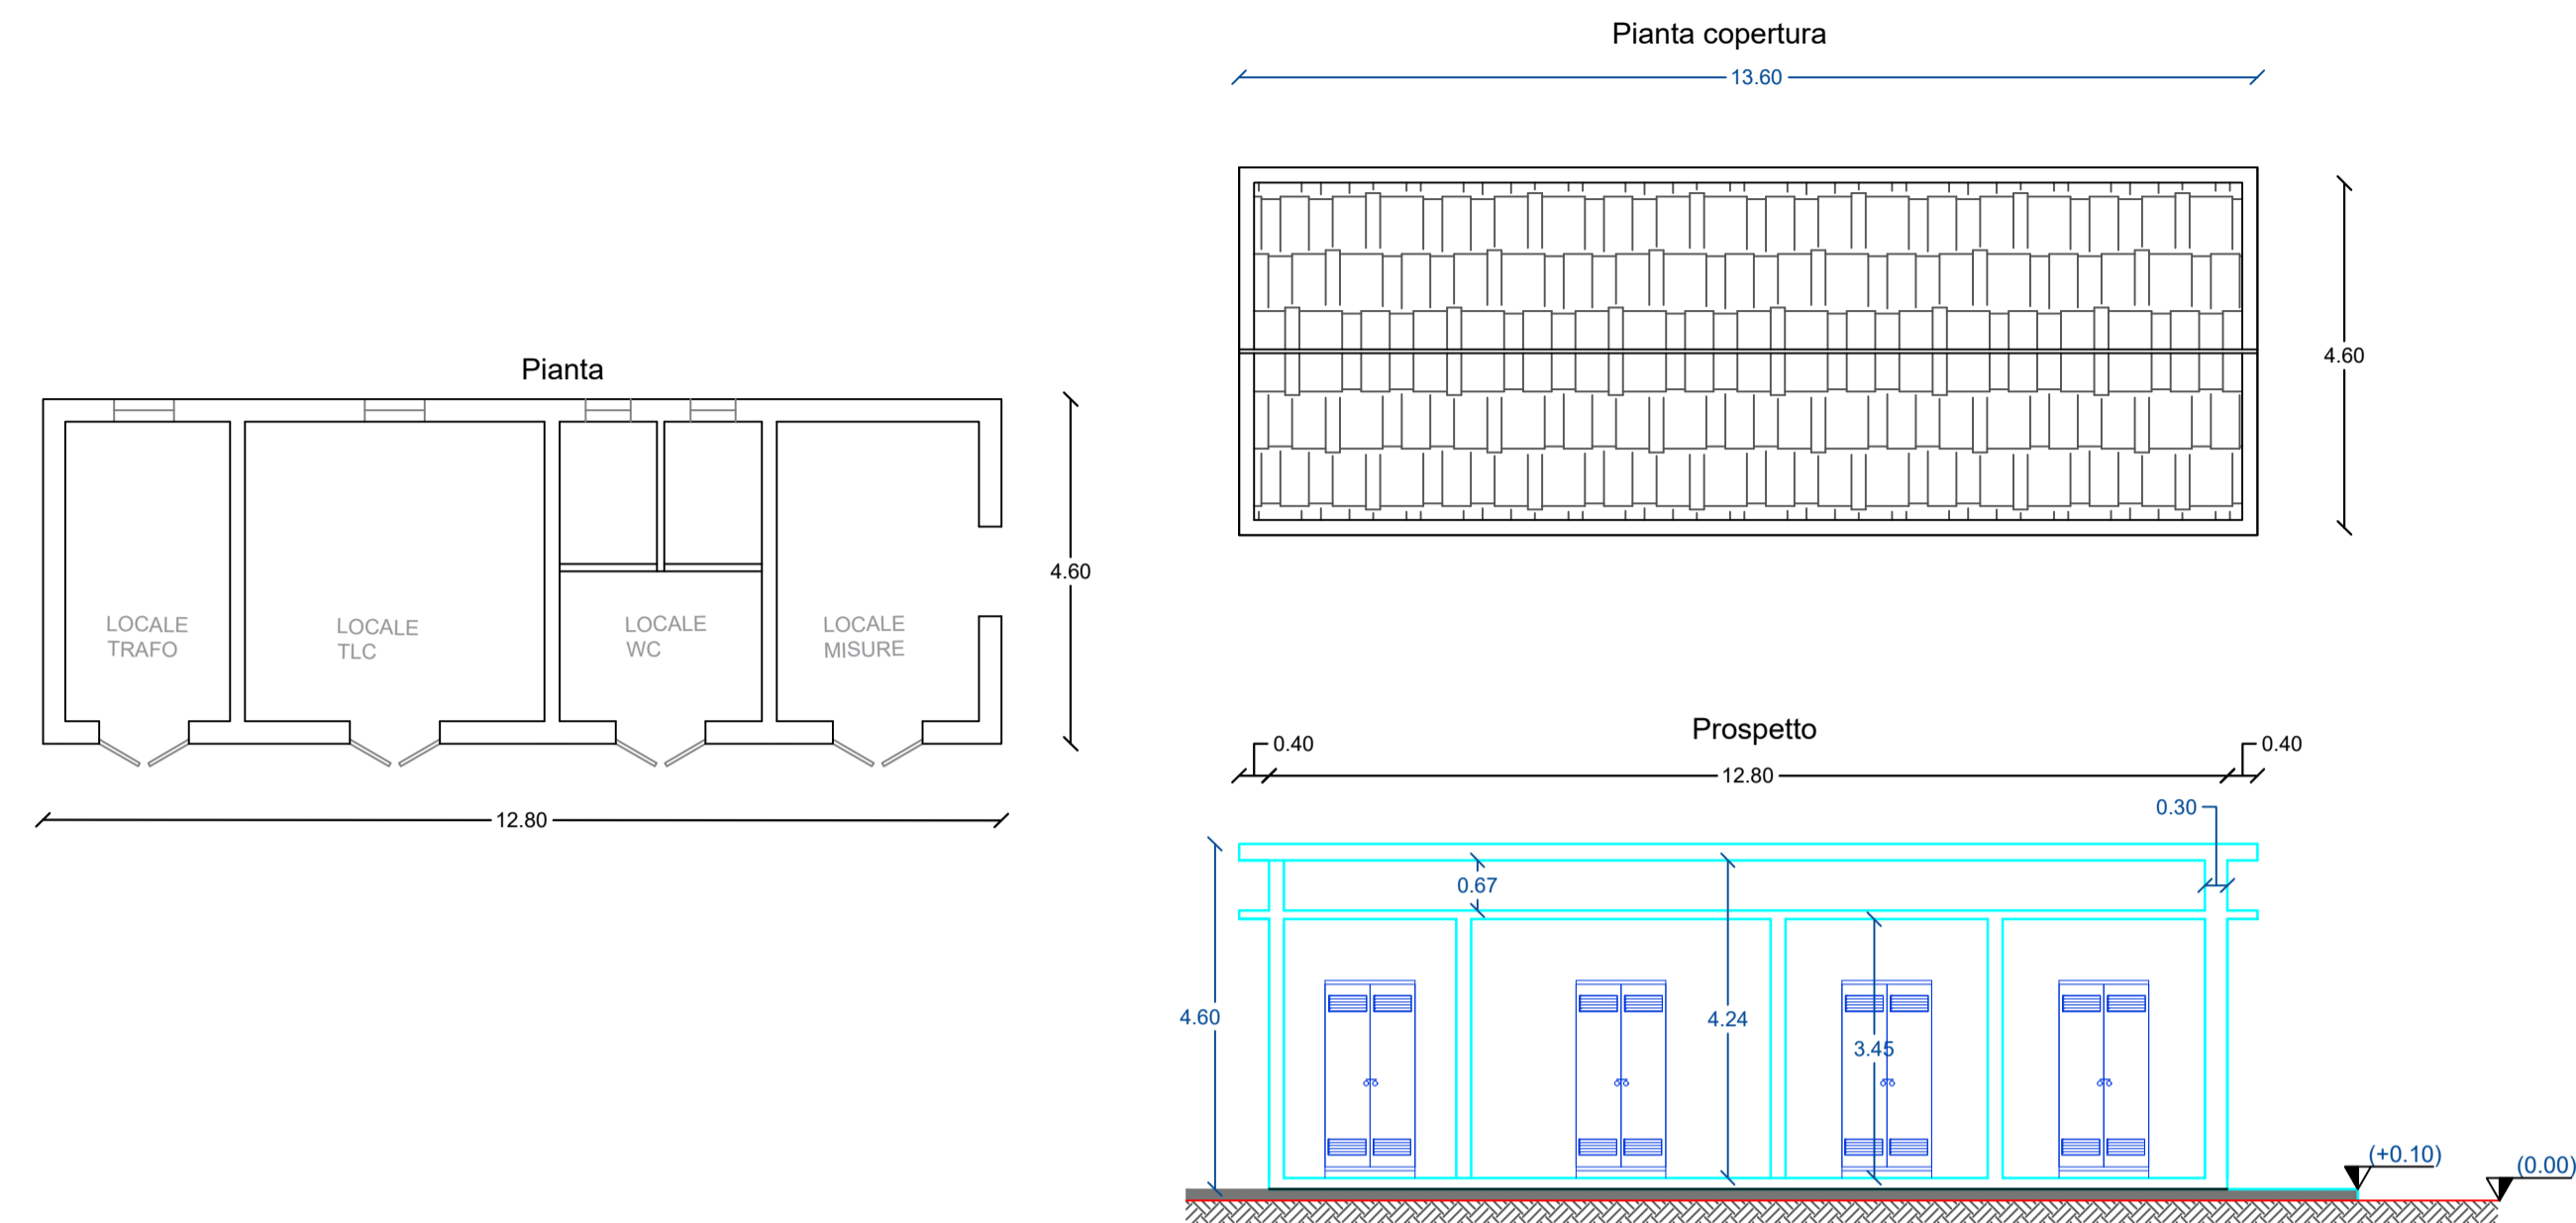 Pianta copertura
13.60
4.60
Pianta
LOCALE
TRAFO
LOCALE
TLC
LOCALE
WC
LOCALE
MISURE
4.60
12.80
Prospetto
0.40
12.80
0.40
0.30
0.67
4.60
4.24
3.45
(+0.10)
(0.00)